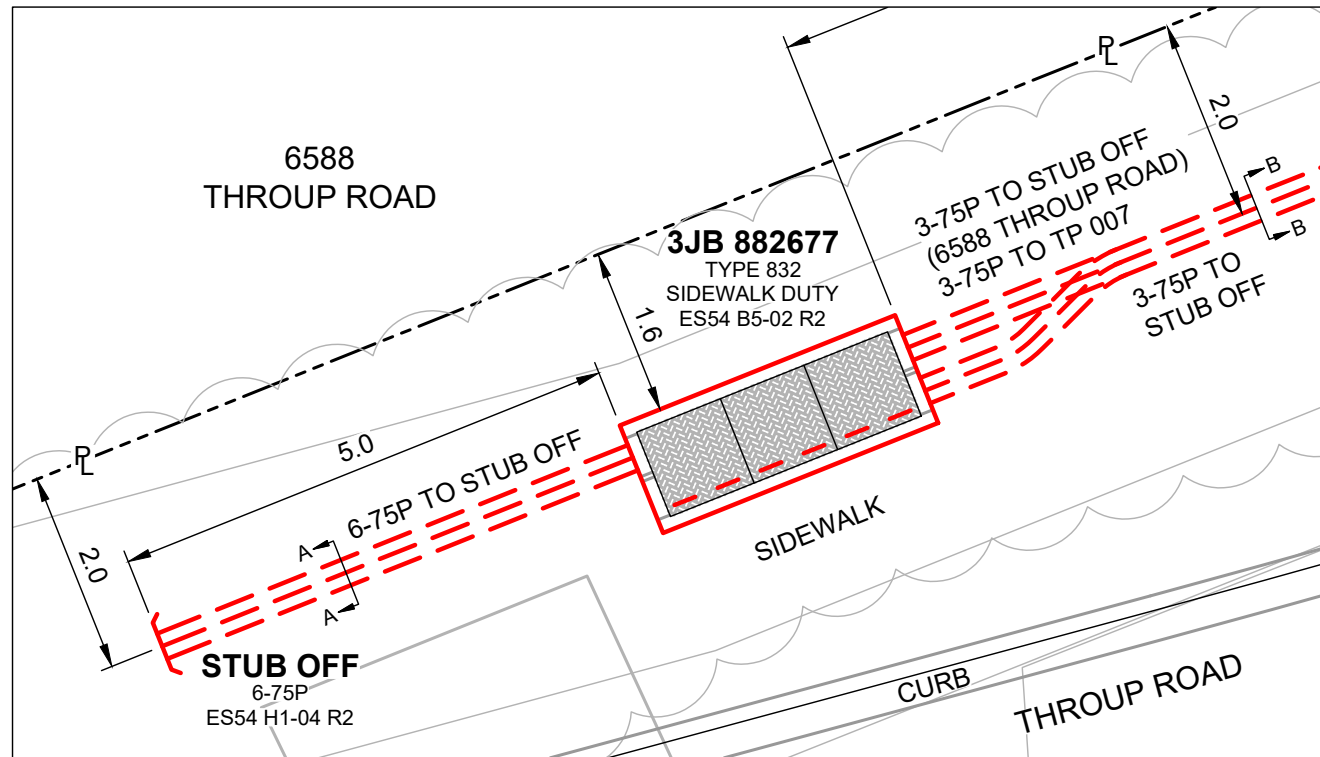 PL
2.0
3-75P TO STUB OFF
(6588 THROUP ROAD)
3-75P TO TP 007
B
B
3-75P TO
STUB OFF
6588
THROUP ROAD
3JB 882677
TYPE 832
SIDEWALK DUTY
ES54 B5-02 R2
1.6
5.0
PL
2.0
6-75P TO STUB OFF
A
A
STUB OFF
6-75P
ES54 H1-04 R2
SIDEWALK
CURB
THROUP ROAD